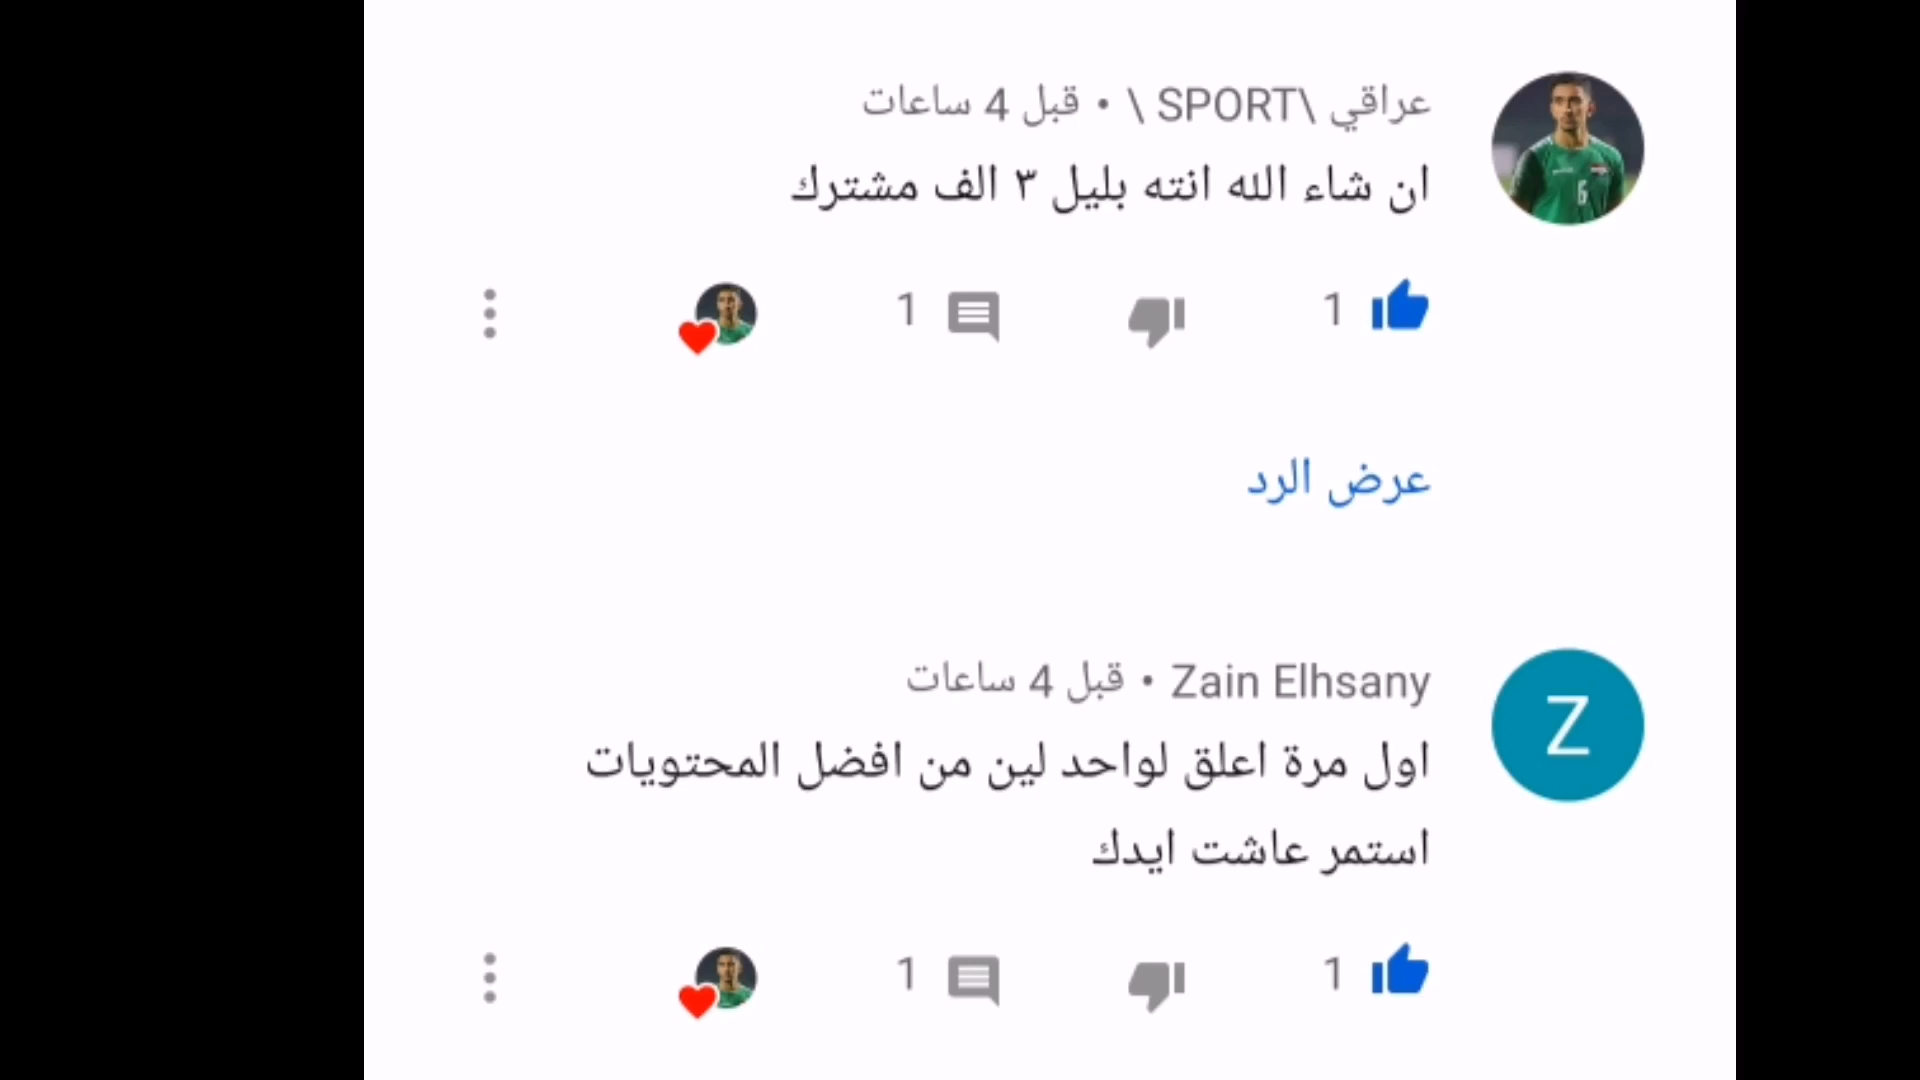 عراقي \SPORT \ • قبل 4 ساعات
ان شاء الله انته بليل ٣ الف مشترك
1 1
عرض الرد
Zain Elhsany • قبل 4 ساعات
Z
اول مرة اعلق لواحد لين من افضل المحتويات
استمر عاشت ايدك
1 1